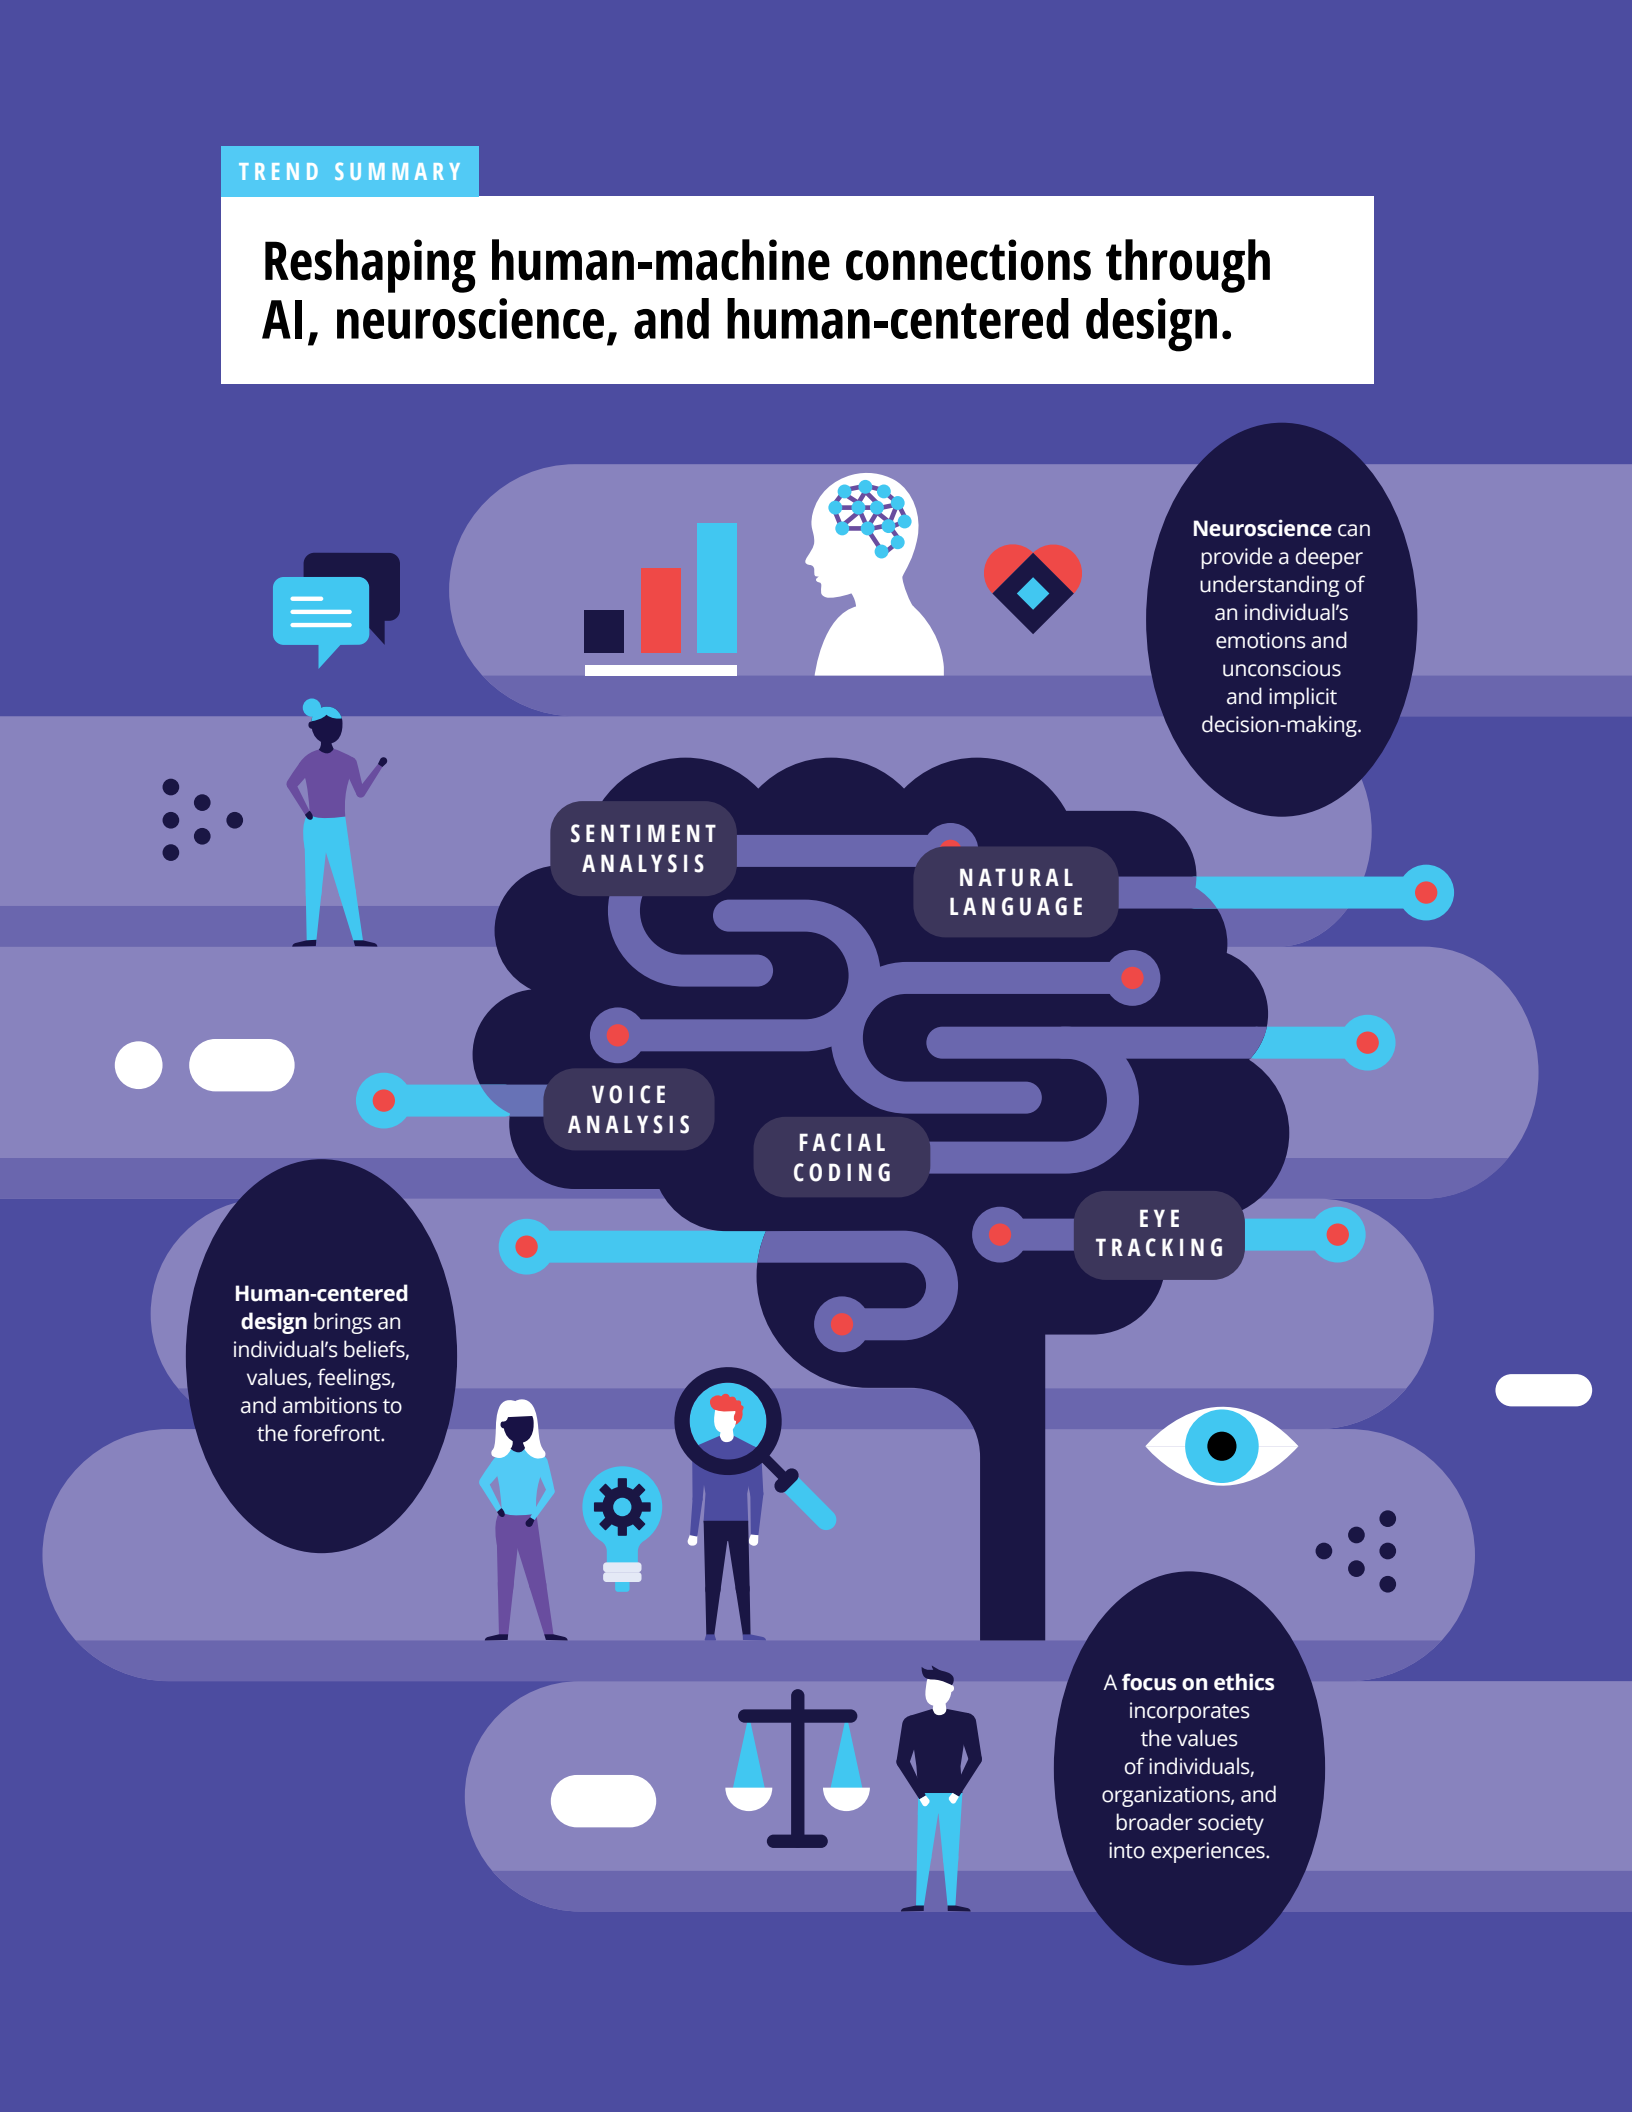 TREND SUMMARY
Reshaping human-machine connections through
AI, neuroscience, and human-centered design.
Neuroscience can
provide a deeper
understanding of
an individual’s
emotions and
unconscious
and implicit
decision-making.
SENTIMENT
ANALYSIS
NATURAL
LANGUAGE
VOICE
ANALYSIS
FACIAL
CODING
EYE
TRACKING
Human-centered
design brings an
individual’s beliefs,
values, feelings,
and ambitions to
the forefront.
A focus on ethics
incorporates
the values
of individuals,
organizations, and
broader society
into experiences.